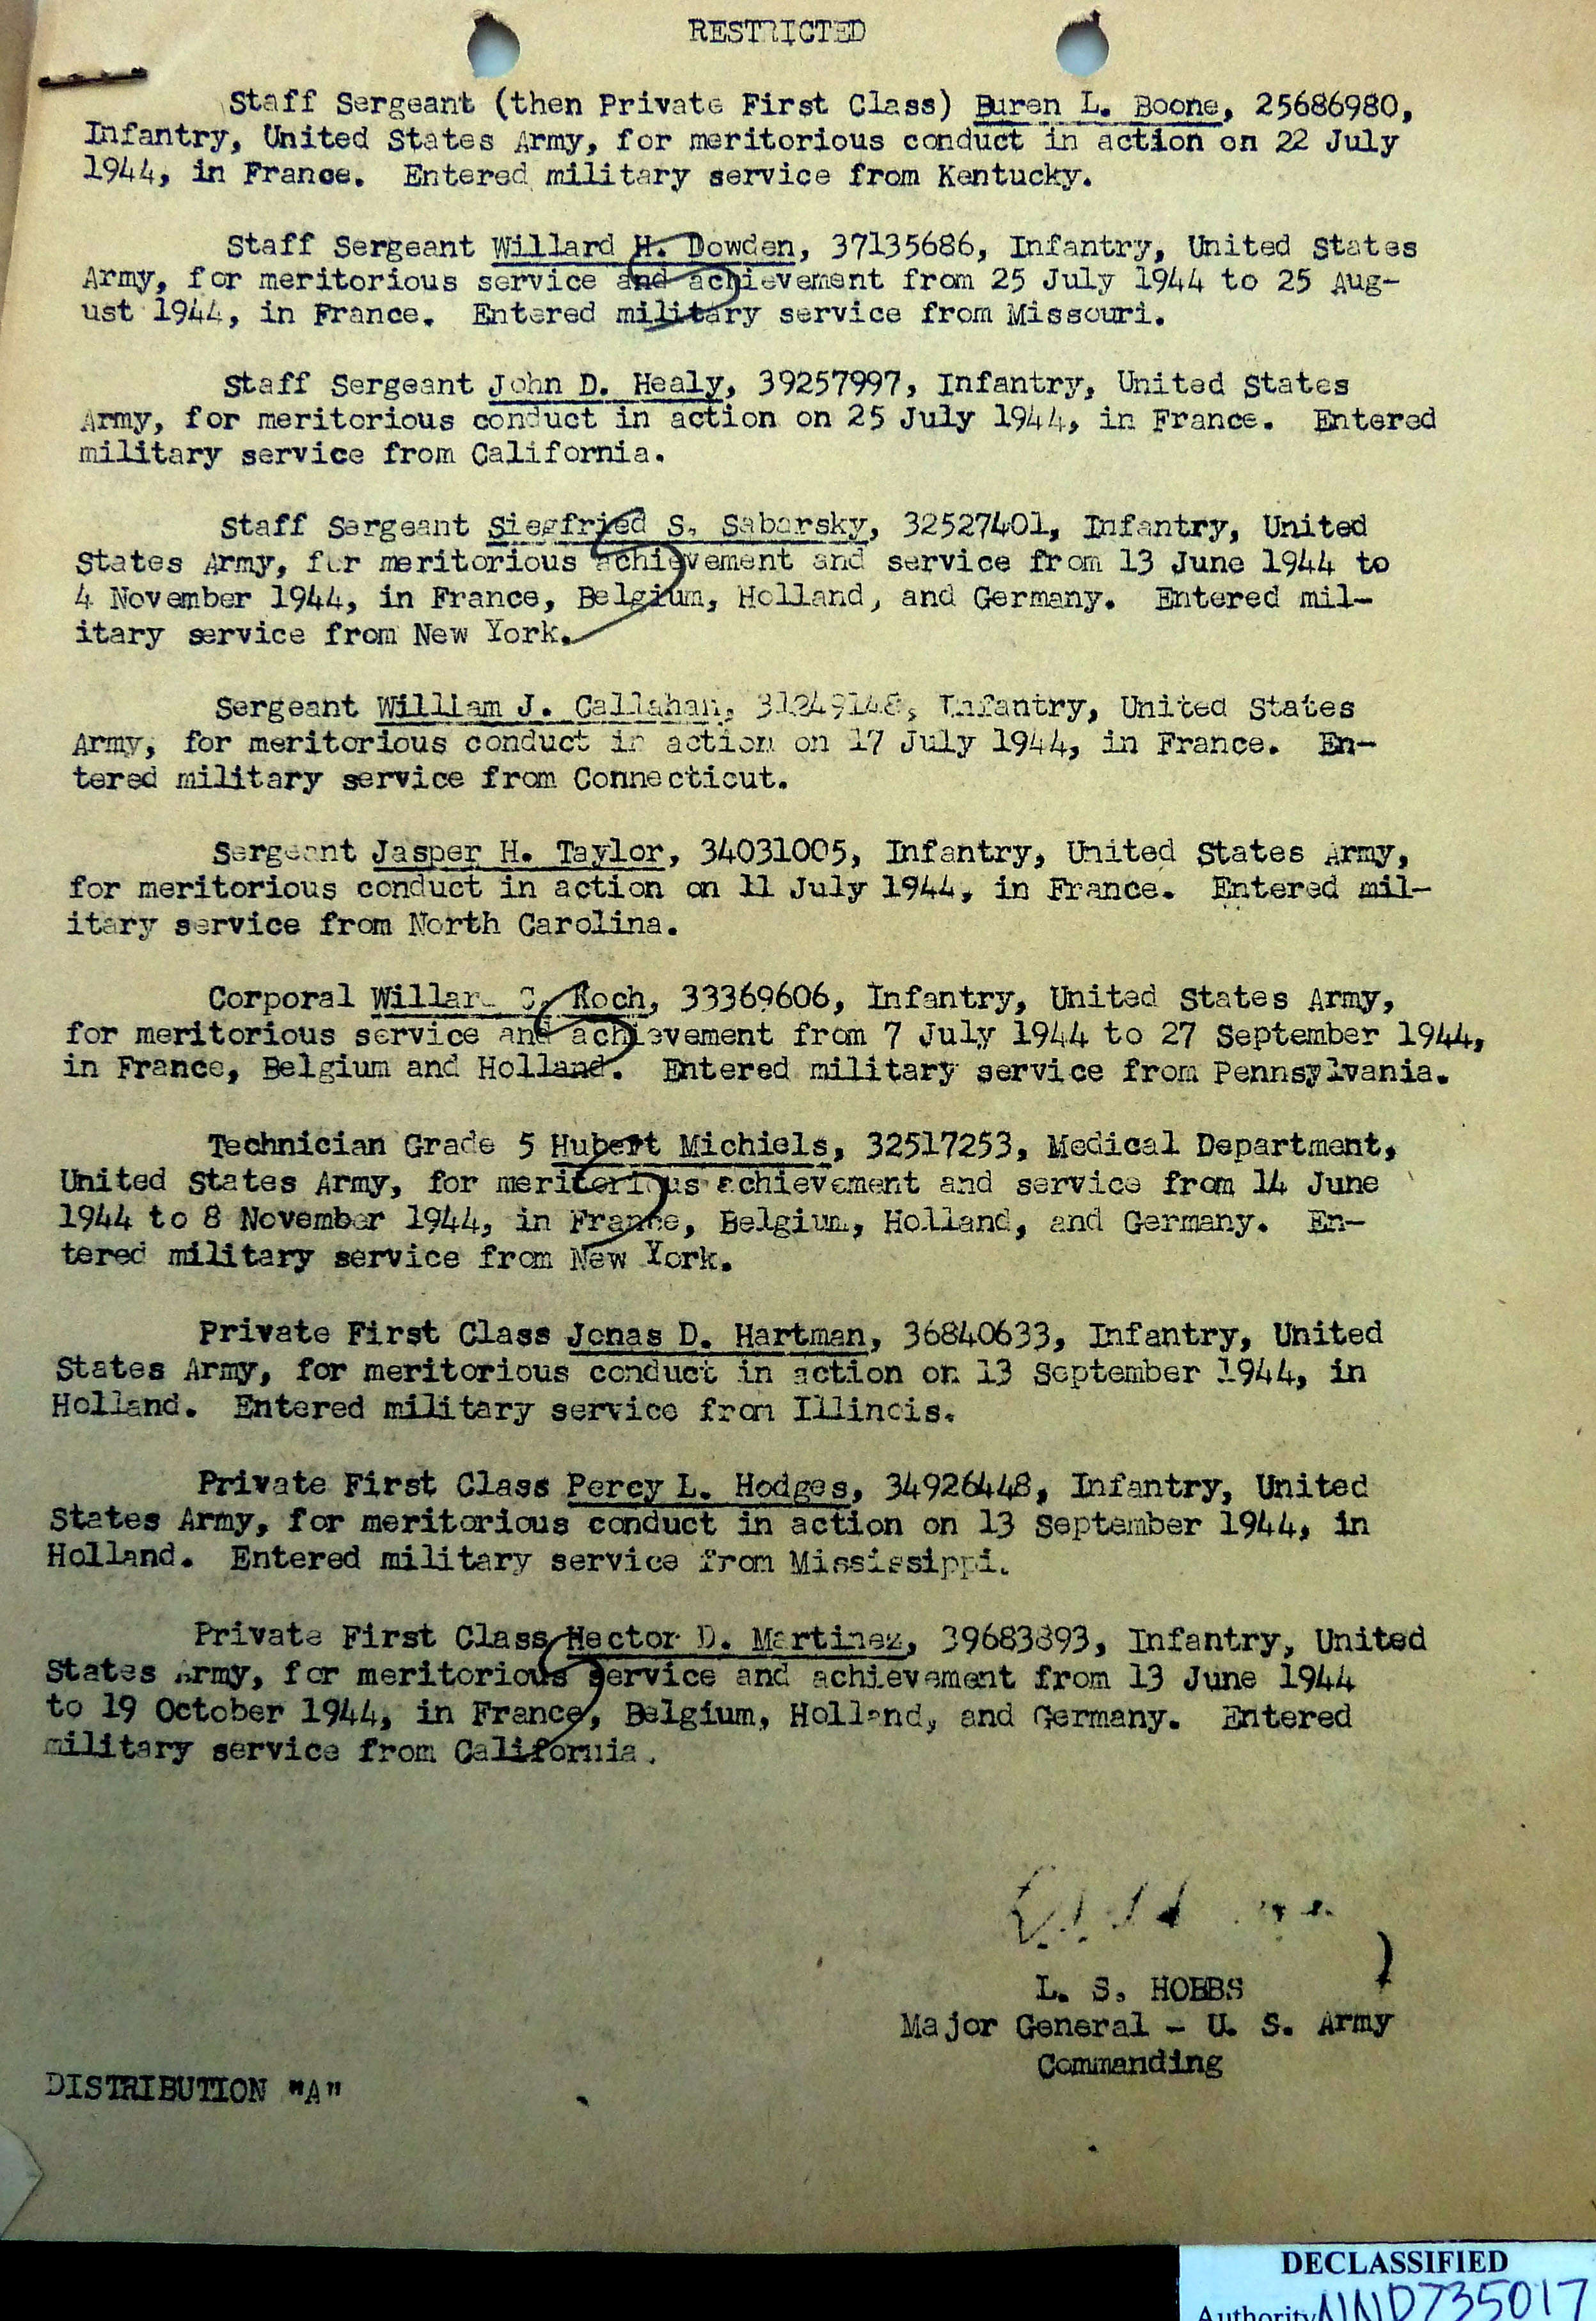 RESTRICTED
Staff Sergeant (then Private First Class) Buren L. Boone, 25686980,
Infantry, United States Army, for meritorious conduct in action on 22 July
1944, in France. Entered military service from Kentucky.
Staff Sergeant Willard H. Dowden, 37135686, Infantry, United States
Army, for meritorious service and achievement from 25 July 1944 to 25 Aug-
ust 1944, in France. Entered military service from Missouri.
Staff Sergeant John D. Healy, 39257997, Infantry, United States
Army, for meritorious conduct in action on 25 July 1944, in France. Entered
military service from California.
Staff Sergeant Siegfried S. Sabarsky, 32527401, Infantry, United
States Army, for meritorious achievement and service from 13 June 1944 to
4 November 1944, in France, Belgium, Holland, and Germany. Entered mil-
itary service from New York.
Sergeant William J. Callahan, 31249148, Infantry, United States
Army, for meritorious conduct in action on 17 July 1944, in France. En-
tered military service from Connecticut.
Sergeant Jasper H. Taylor, 34031005, Infantry, United States Army,
for meritorious conduct in action on 11 July 1944, in France. Entered mil-
itary service from North Carolina.
Corporal Willard C. Koch, 33369606, Infantry, United States Army,
for meritorious service and achievement from 7 July 1944 to 27 September 1944,
in France, Belgium and Holland. Entered military service from Pennsylvania.
Technician Grade 5 Hubert Michiels, 32517253, Medical Department,
United States Army, for meritorious achievement and service from 14 June
1944 to 8 November 1944, in France, Belgium, Holland, and Germany. En-
tered military service from New York.
Private First Class Jonas D. Hartman, 36840633, Infantry, United
States Army, for meritorious conduct in action on 13 September 1944, in
Holland. Entered military service from Illinois.
Private First Class Percy L. Hodges, 34926448, Infantry, United
States Army, for meritorious conduct in action on 13 September 1944, in
Holland. Entered military service from Mississippi.
Private First Class Hector D. Martinez, 39683893, Infantry, United
States Army, for meritorious service and achievement from 13 June 1944
to 19 October 1944, in France, Belgium, Holland, and Germany. Entered
military service from California.
L. S. HOBBS
Major General - U. S. Army
Commanding
DISTRIBUTION "A"
DECLASSIFIED
Authority NND735017